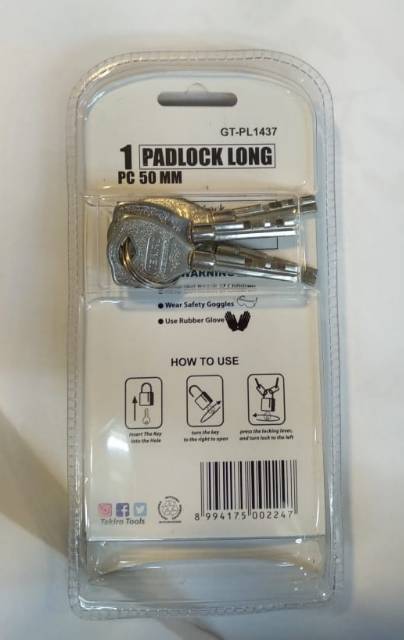 GT-PL1437
1 PADLOCK LONG
PC 50 MM
WARNING
Wear Safety Goggles
Use Rubber Glove
HOW TO USE
Insert The Key
into the Hole
turn the key
to the right to open
press the locking lever,
and turn lock to the left
Tekiro Tools
8 994175 002247